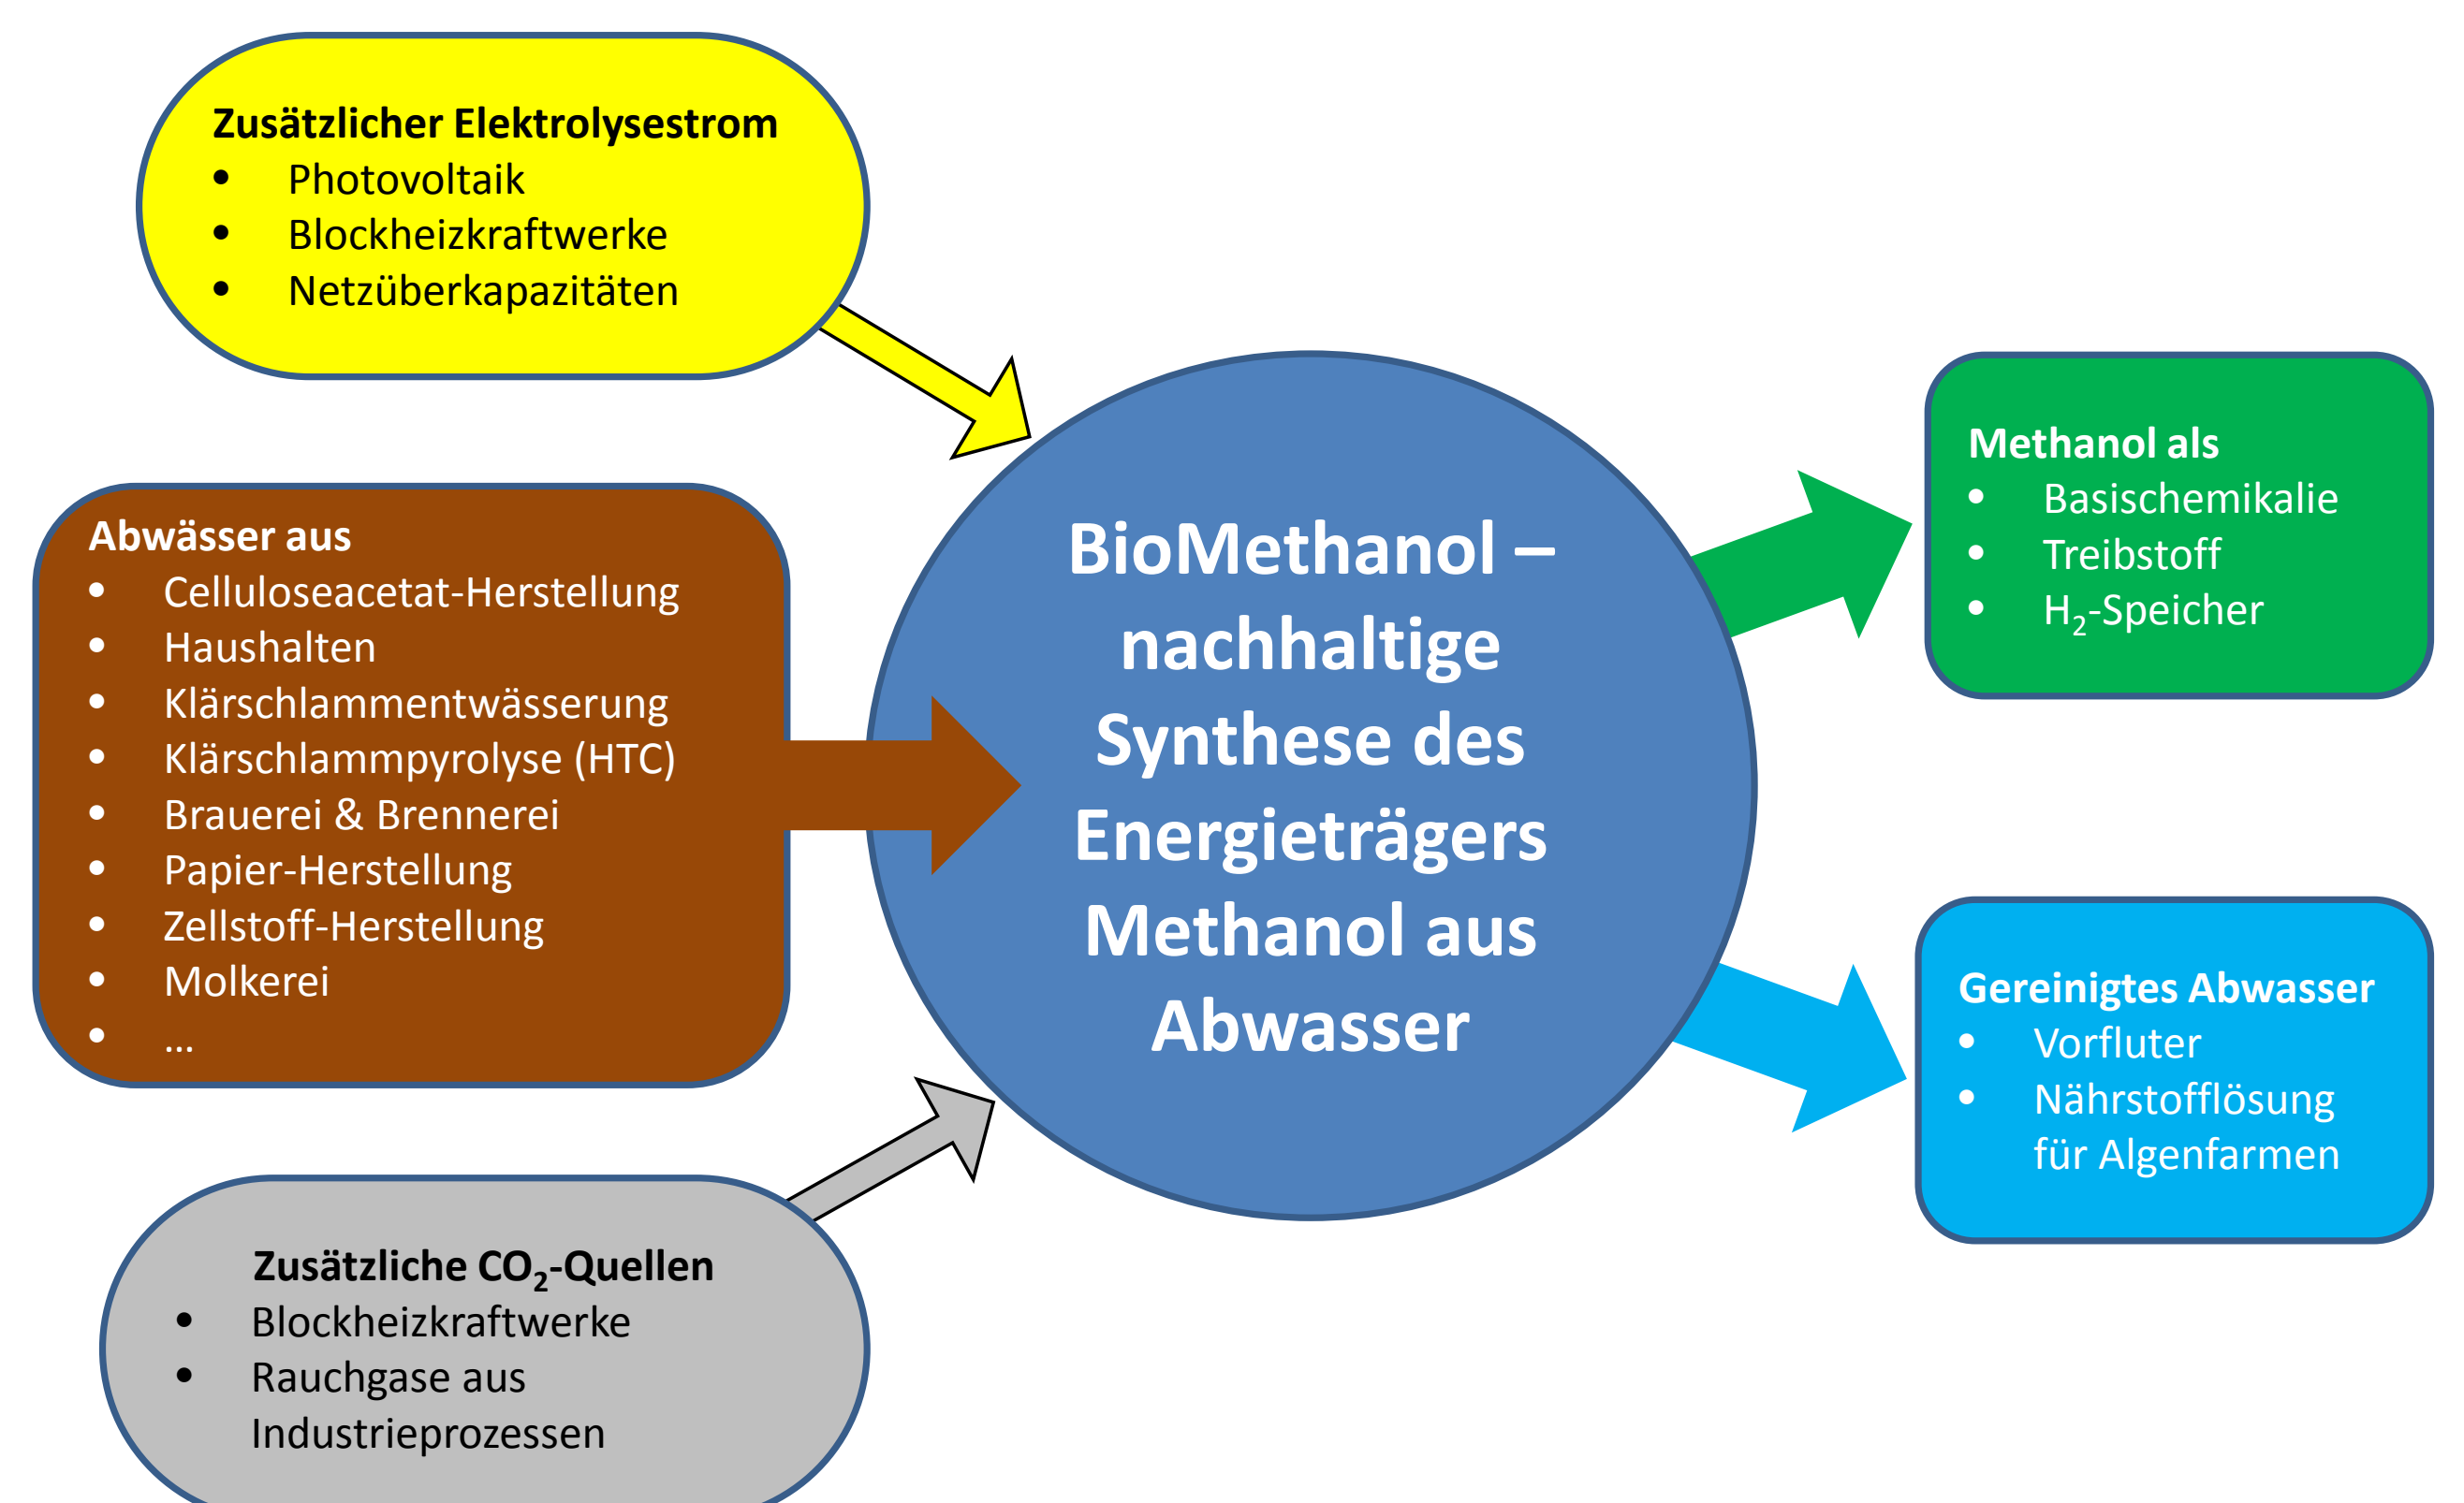 Zusätzlicher Elektrolysestrom
• Photovoltaik
• Blockheizkraftwerke
• Netzüberkapazitäten
Abwässer aus
• Celluloseacetat-Herstellung
• Haushalten
• Klärschlammentwässerung
• Klärschlammpyrolyse (HTC)
• Brauerei & Brennerei
• Papier-Herstellung
• Zellstoff-Herstellung
• Molkerei
• ...
Zusätzliche CO₂-Quellen
• Blockheizkraftwerke
• Rauchgase aus
Industrieprozessen
BioMethanol –
nachhaltige
Synthese des
Energieträgers
Methanol aus
Abwasser
Methanol als
• Basischemikalie
• Treibstoff
• H₂-Speicher
Gereinigtes Abwasser
• Vorfluter
• Nährstofflösung
für Algenfarmen